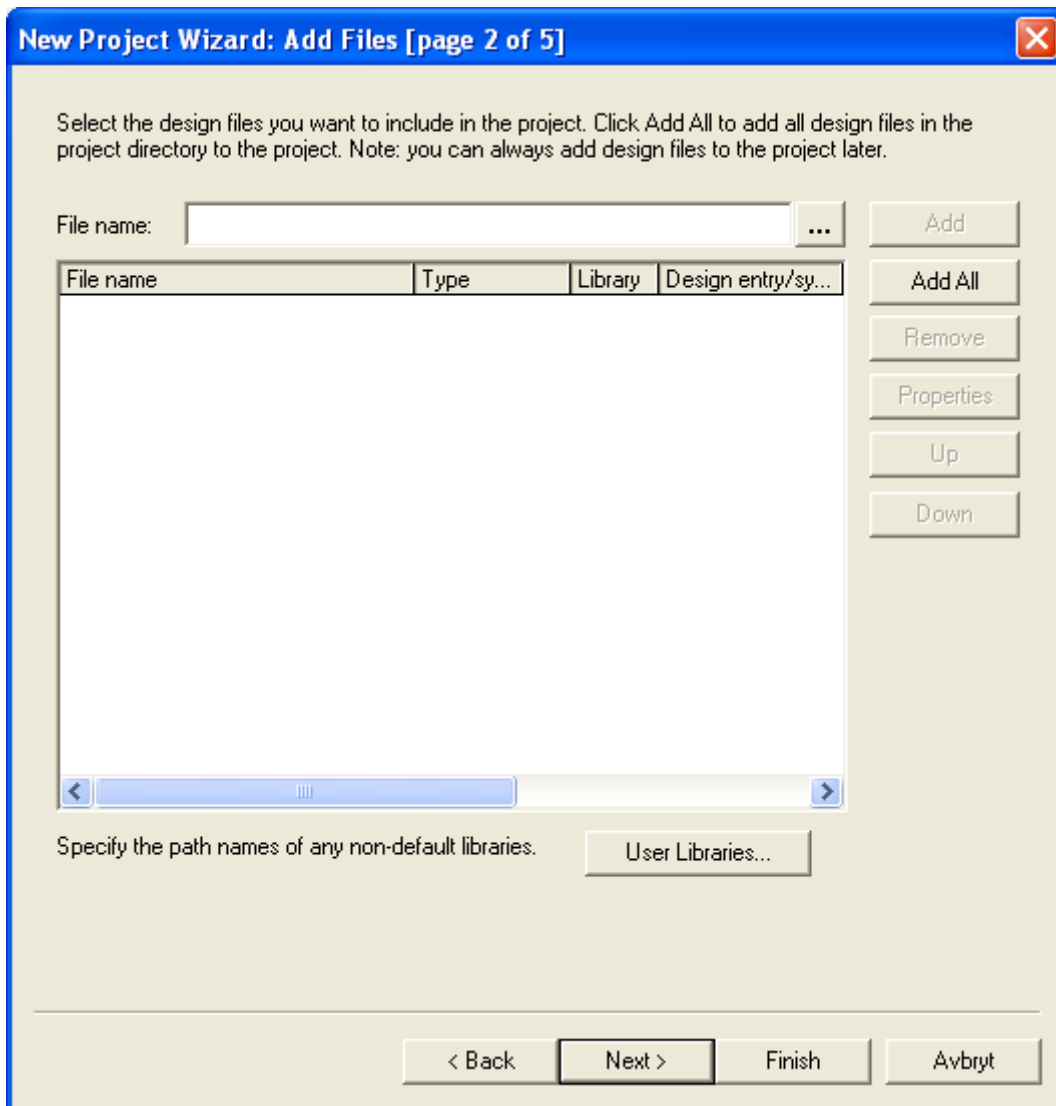 New Project Wizard: Add Files [page 2 of 5]
Select the design files you want to include in the project. Click Add All to add all design files in the
project directory to the project. Note: you can always add design files to the project later.
File name: ... Add
File name Type Library Design entry/sy... Add All
Remove
Properties
Up
Down
Specify the path names of any non-default libraries. User Libraries...
< Back Next > Finish Avbryt